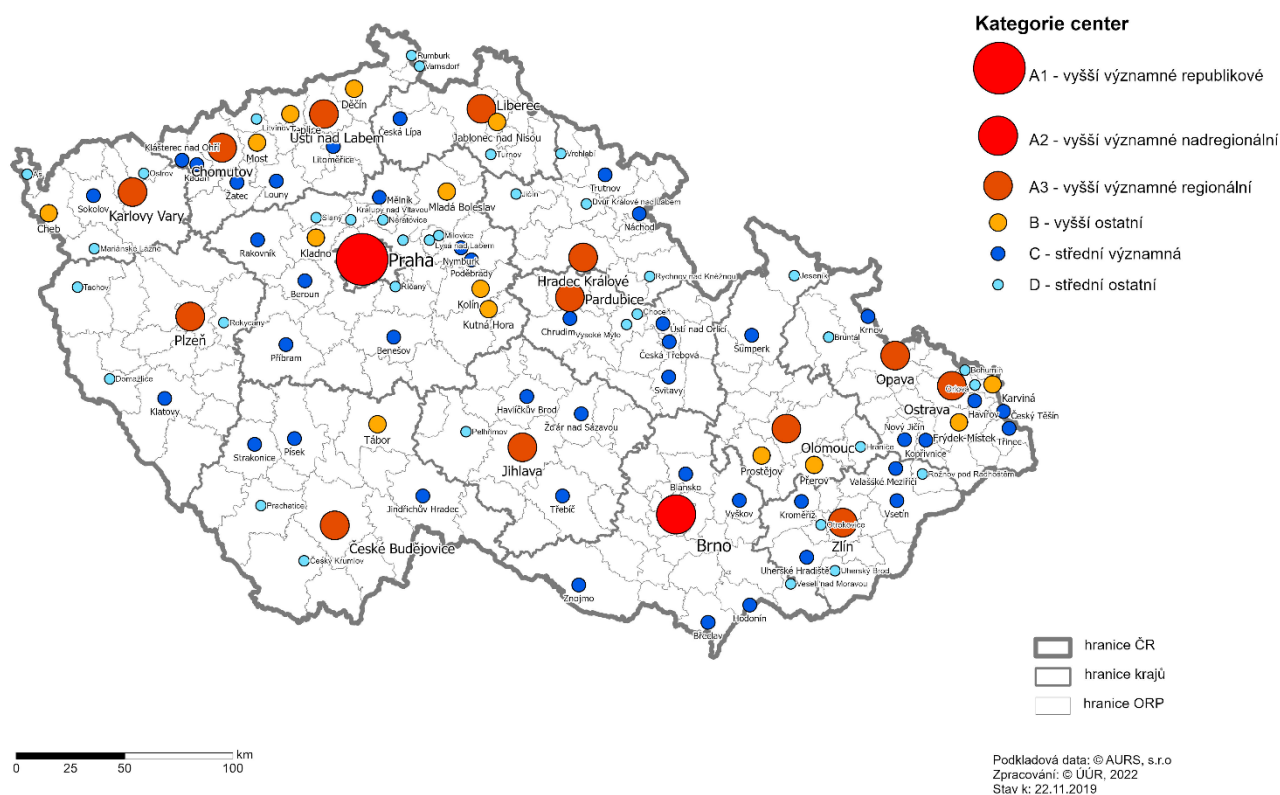 Kategorie center
A1 - vyšší významné republikové
A2 - vyšší významné nadregionální
A3 - vyšší významné regionální
B - vyšší ostatní
C - střední významná
D - střední ostatní
Rumburk
Varnsdorf
Děčín
Liberec
Litvínov
Teplice
Ústí nad Labem
Česká Lípa
Jablonec nad Nisou
Klášterec nad Ohří
Most
Litoměřice
Turnov
Vrchlabí
Chomutov
Kadaň
Aš
Ostrov
Žatec
Louny
Trutnov
Sokolov
Karlovy Vary
Mělník
Mladá Boleslav
Jičín
Dvůr Králové nad Labem
Kralupy nad Vltavou
Cheb
Slaný
Neratovice
Náchod
Milovice
Mariánské Lázně
Rakovník
Kladno
Praha
Lysá nad Labem
Nymburk
Poděbrady
Hradec Králové
Rychnov nad Kněžnou
Jeseník
Tachov
Beroun
Říčany
Kolín
Pardubice
Plzeň
Rokycany
Kutná Hora
Chrudim
Vysoké Mýto
Choceň
Ústí nad Orlicí
Krnov
Příbram
Benešov
Česká Třebová
Šumperk
Bruntál
Domažlice
Klatovy
Svitavy
Opava
Bohumín
Orlová
Karviná
Havířov
Český Těšín
Ostrava
Havlíčkův Brod
Žďár nad Sázavou
Tábor
Pelhřimov
Nový Jičín
Frýdek-Místek
Třinec
Strakonice
Písek
Jihlava
Olomouc
Hranice
Kopřivnice
Prostějov
Přerov
Valašské Meziříčí
Rožnov pod Radhoštěm
Prachatice
Jindřichův Hradec
Třebíč
Blansko
Vyškov
Kroměříž
Vsetín
Otrokovice
České Budějovice
Brno
Zlín
Český Krumlov
Uherské Hradiště
Uherský Brod
Veselí nad Moravou
Znojmo
Hodonín
Břeclav
hranice ČR
hranice krajů
hranice ORP
km
0 25 50 100
Podkladová data: © AURS, s.r.o
Zpracování: © ÚÚR, 2022
Stav k: 22.11.2019